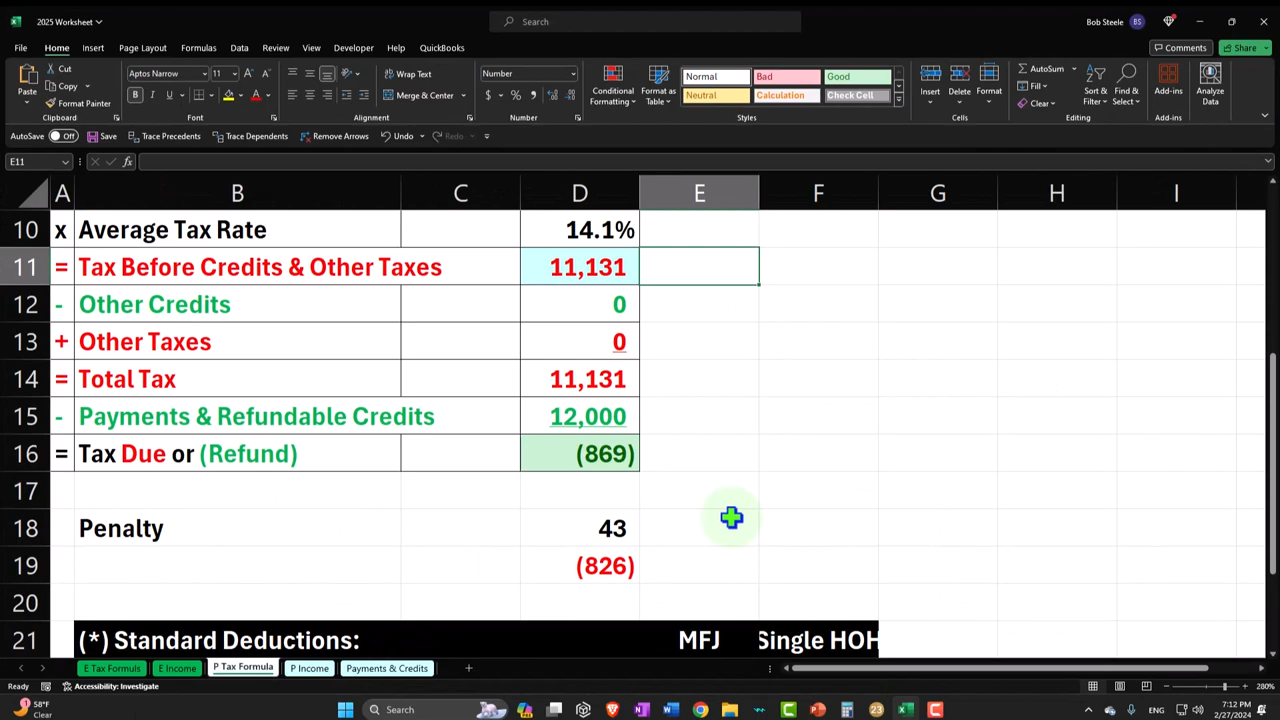 2025 Worksheet
Search
Bob Steele BS
File Home Insert Page Layout Formulas Data Review View Developer Help QuickBooks Comments Share
Paste Cut Copy Format Painter Clipboard
Aptos Narrow 11 B I U Font
Wrap Text Merge & Center Alignment
Number $ % Number
Conditional Formatting Format as Table
Normal Bad Good
Neutral Calculation Check Cell
Styles
Insert Delete Format Cells
AutoSum Fill Clear Sort & Filter Find & Select Editing
Add-ins Add-ins
Analyze Data
AutoSave Off Save Trace Precedents Trace Dependents Remove Arrows Undo Redo
E11 fx
A B C D E F G H I
10 x Average Tax Rate 14.1%
11 = Tax Before Credits & Other Taxes 11,131
12 - Other Credits 0
13 + Other Taxes 0
14 = Total Tax 11,131
15 - Payments & Refundable Credits 12,000
16 = Tax Due or (Refund) (869)
17
18 Penalty 43
19 (826)
20
21 (*) Standard Deductions: MFJ Single HOH
E Tax Formuls E Income P Tax Formula P Income Payments & Credits
Ready Accessibility: Investigate 280%
58°F
Clear
Search
23
ENG
7:12 PM
2/27/2024